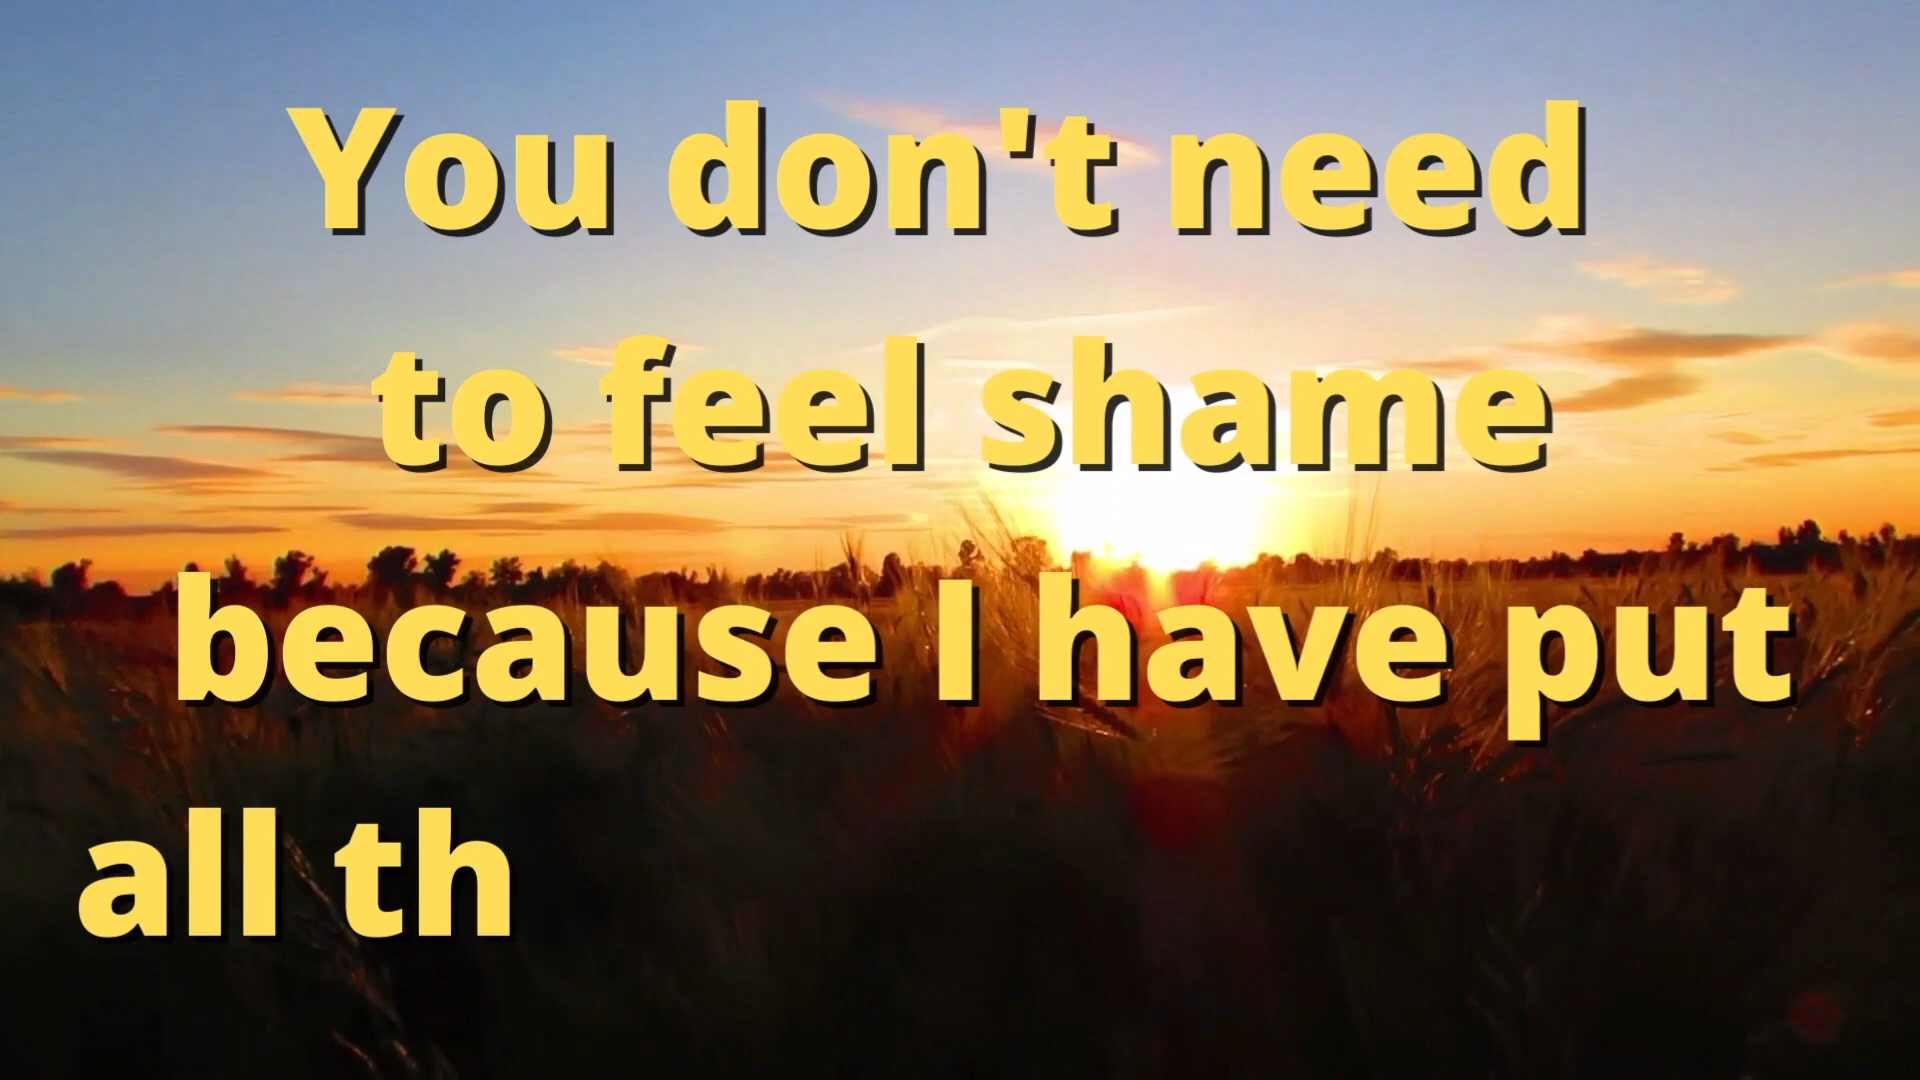 You don't need
to feel shame
because I have put
all th